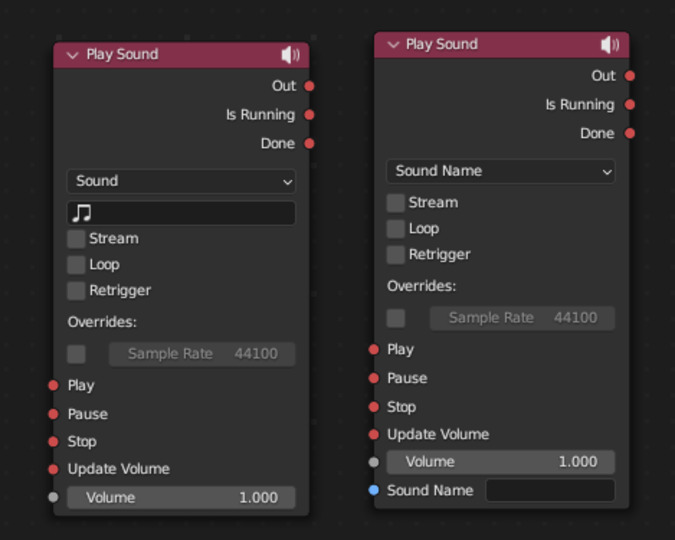 Play Sound
Out
Is Running
Done
Sound
Stream
Loop
Retrigger
Overrides:
Sample Rate 44100
Play
Pause
Stop
Update Volume
Volume 1.000
Play Sound
Out
Is Running
Done
Sound Name
Stream
Loop
Retrigger
Overrides:
Sample Rate 44100
Play
Pause
Stop
Update Volume
Volume 1.000
Sound Name